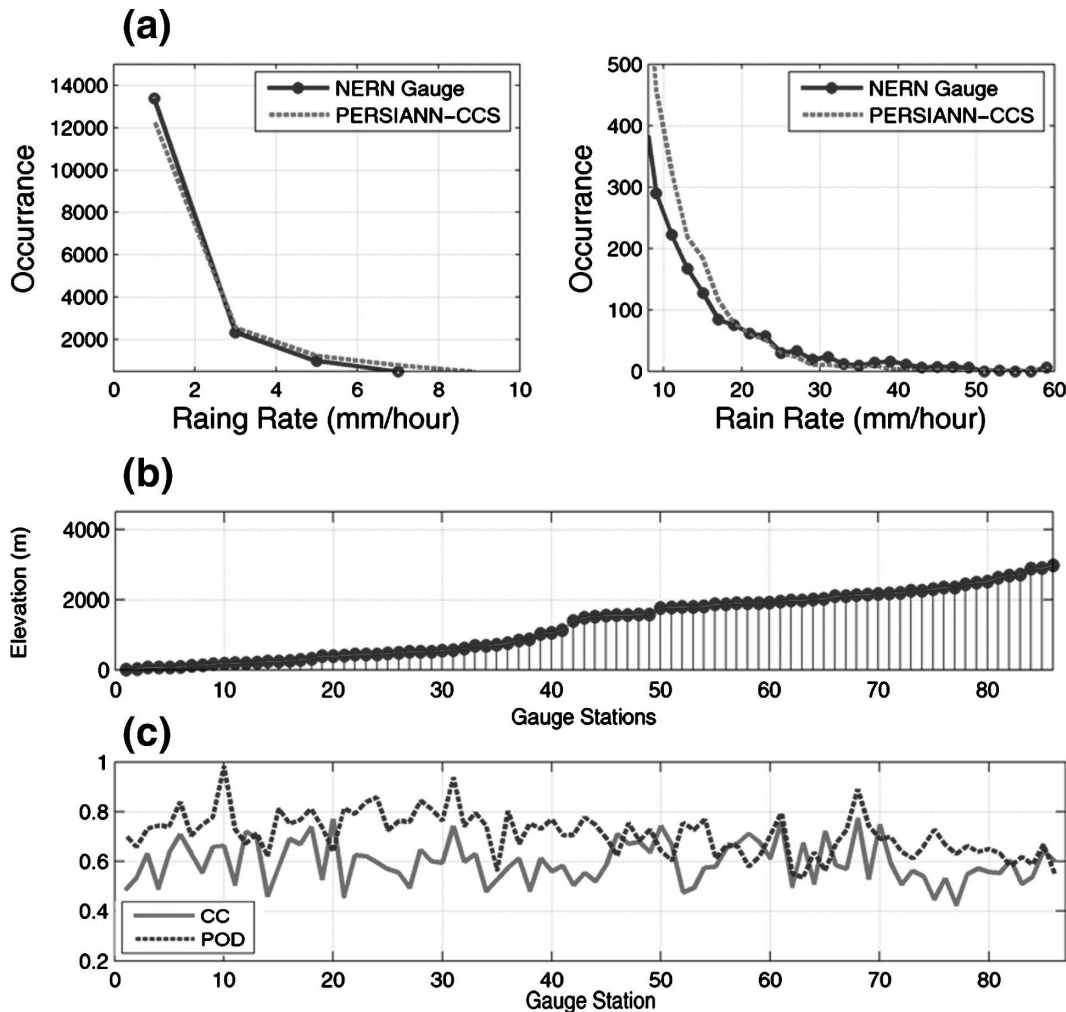 (a)
14000
12000
10000
8000
6000
4000
2000
Occurrance
NERN Gauge
PERSIANN-CCS
0 2 4 6 8 10
Raing Rate (mm/hour)
500
400
300
200
100
0
Occurrance
NERN Gauge
PERSIANN-CCS
10 20 30 40 50 60
Rain Rate (mm/hour)
(b)
4000
2000
0
Elevation (m)
0 10 20 30 40 50 60 70 80
Gauge Stations
(c)
1
0.8
0.6
0.4
0.2
CC
POD
0 10 20 30 40 50 60 70 80
Gauge Station